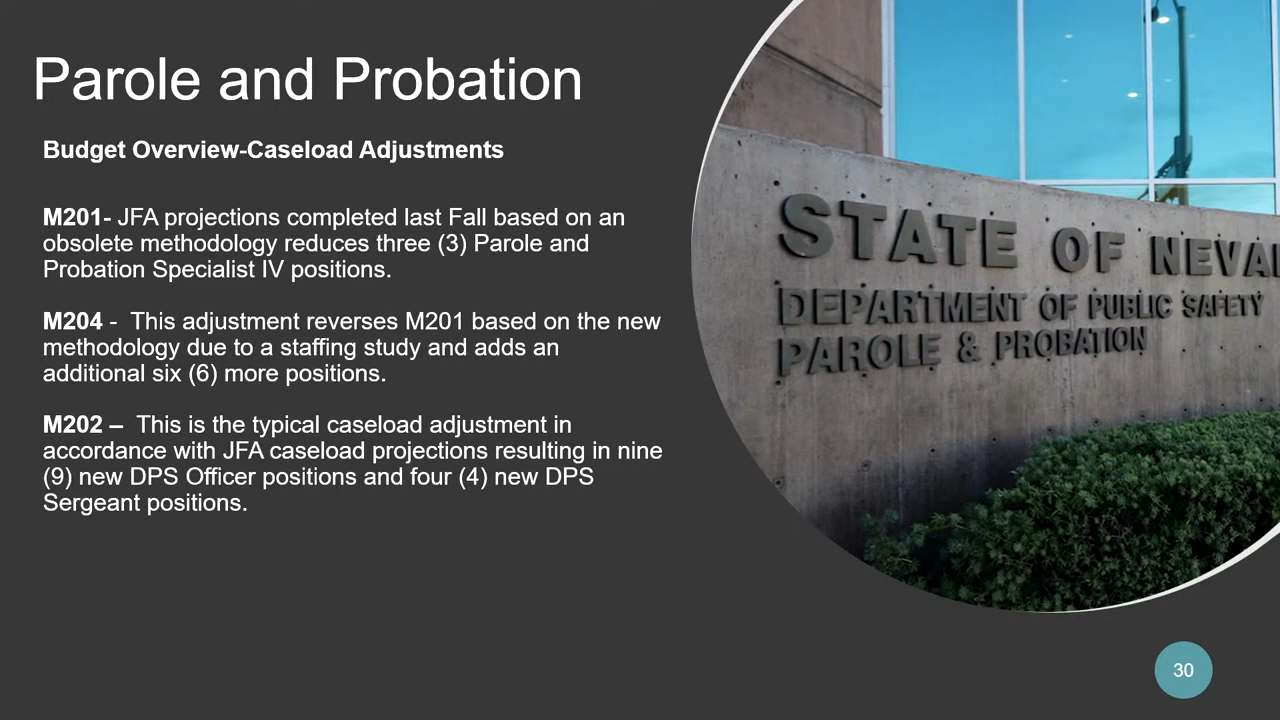 Parole and Probation
Budget Overview-Caseload Adjustments
M201- JFA projections completed last Fall based on an
obsolete methodology reduces three (3) Parole and
Probation Specialist IV positions.
M204 -  This adjustment reverses M201 based on the new
methodology due to a staffing study and adds an
additional six (6) more positions.
M202 –  This is the typical caseload adjustment in
accordance with JFA caseload projections resulting in nine
(9) new DPS Officer positions and four (4) new DPS
Sergeant positions.
STATE OF NEVA
DEPARTMENT OF PUBLIC SAFETY
PAROLE & PROBATION
30